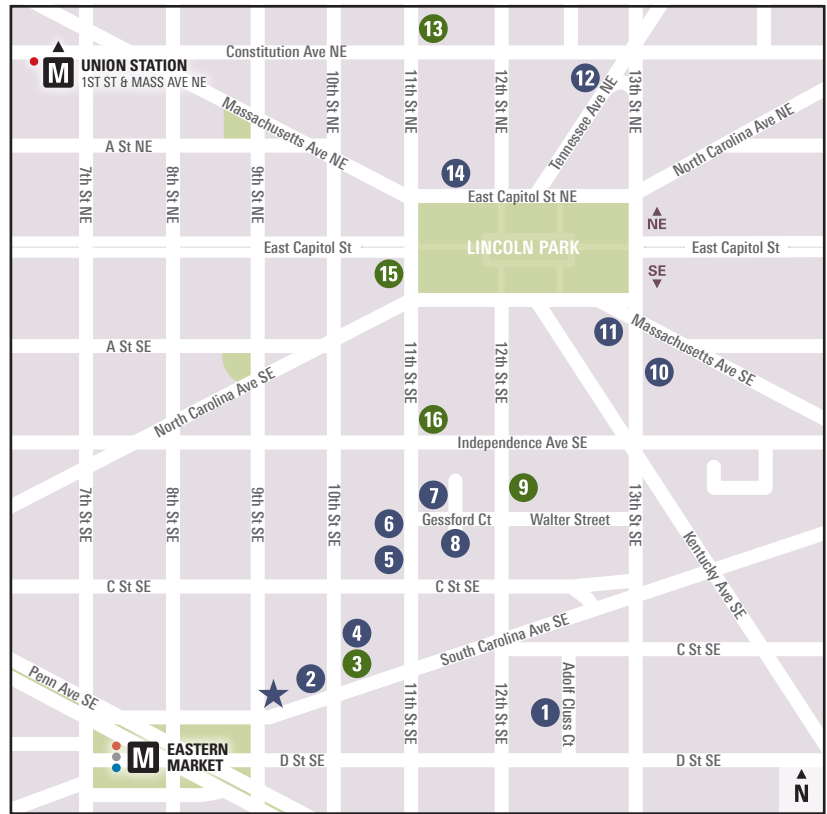 13
Constitution Ave NE
M
UNION STATION
1ST ST & MASS AVE NE
12
10th St NE
11th St NE
12th St NE
13th St NE
Tennessee Ave NE
Massachusetts Ave NE
North Carolina Ave NE
A St NE
14
7th St NE
8th St NE
9th St NE
East Capitol St NE
NE
East Capitol St
LINCOLN PARK
East Capitol St
SE
15
11
Massachusetts Ave SE
A St SE
11th St SE
12th St SE
10
North Carolina Ave SE
16
Independence Ave SE
7th St SE
8th St SE
9th St SE
10th St SE
7
9
13th St SE
6
Gessford Ct
Walter Street
8
5
Kentucky Ave SE
C St SE
C St SE
4
South Carolina Ave SE
3
C St SE
2
Penn Ave SE
11th St SE
12th St SE
Adolf Cluss Ct
1
M
EASTERN
MARKET
D St SE
D St SE
N